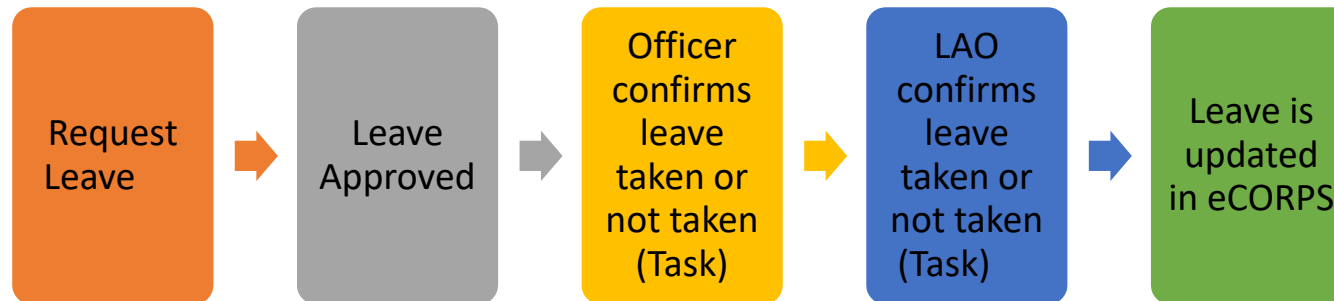 Request
Leave
Leave
Approved
Officer
confirms
leave
taken or
not taken
(Task)
LAO
confirms
leave
taken or
not taken
(Task)
Leave is
updated
in eCORPS